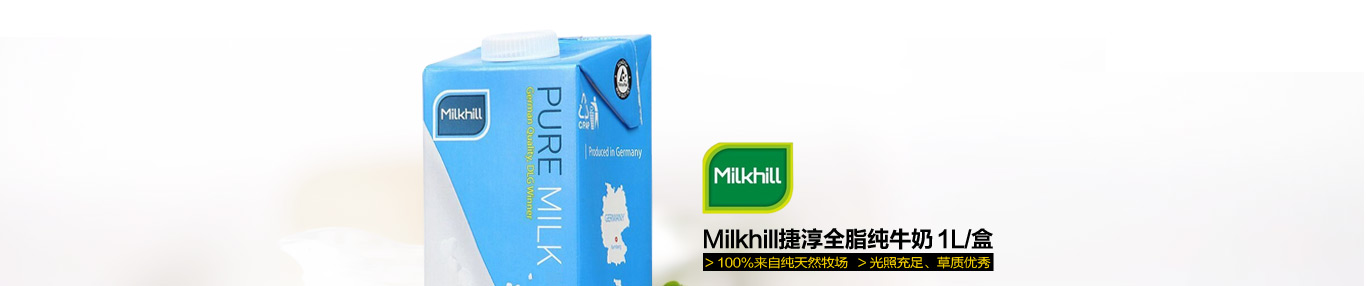 Milkhill
PURE MILK
German Quality, DLG Winner
Produced in Germany
GERMANY
Milkhill
Milkhill捷淳全脂纯牛奶 1L/盒
> 100%来自纯天然牧场 > 光照充足、草质优秀